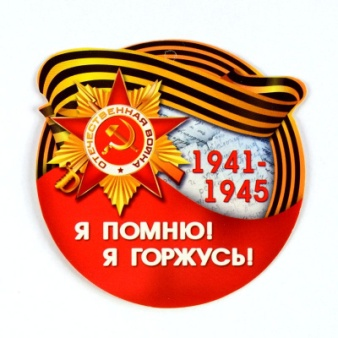 ОТЕЧЕСТВЕННАЯ ВОЙНА
1941-
1945
Я ПОМНЮ!
Я ГОРЖУСЬ!